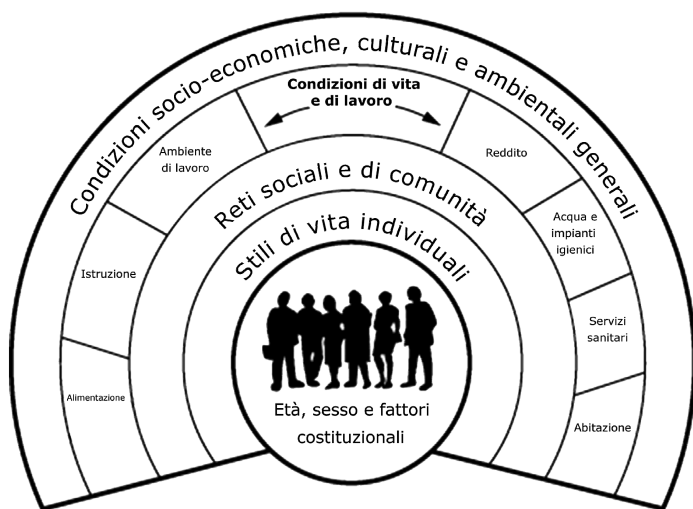 Condizioni socio-economiche, culturali e ambientali generali
Condizioni di vita
e di lavoro
Ambiente
di lavoro
Reddito
Reti sociali e di comunità
Acqua e
impianti
igienici
Stili di vita individuali
Istruzione
Servizi
sanitari
Alimentazione
Abitazione
Età, sesso e fattori
costituzionali